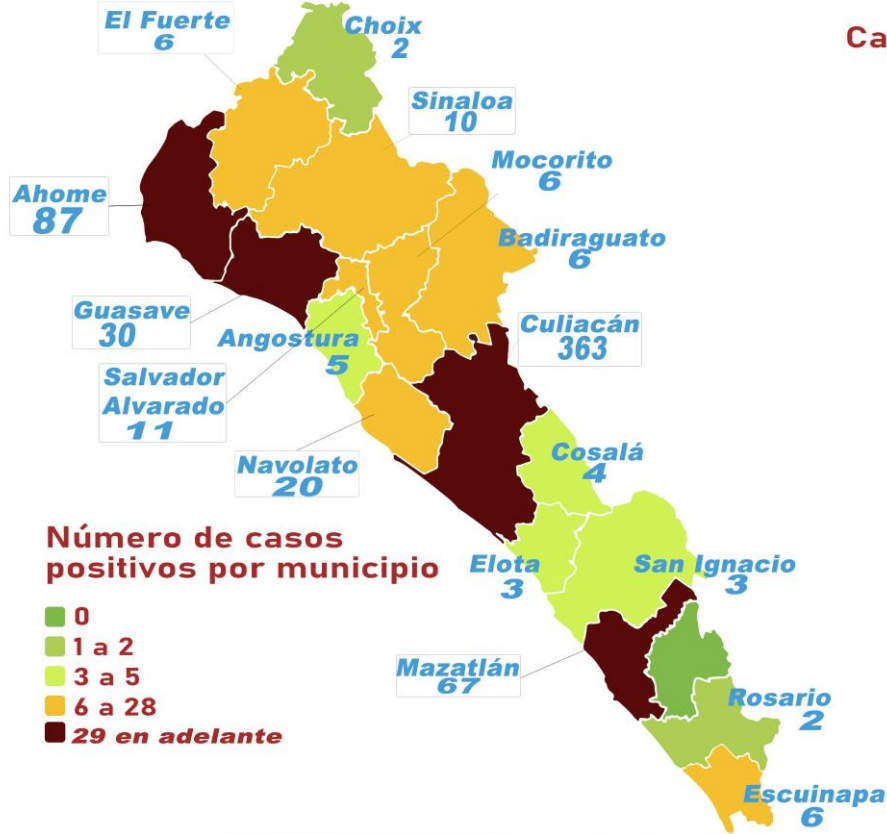 El Fuerte
6
Choix
2
Ca
Sinaloa
10
Mocorito
6
Ahome
87
Badiraguato
6
Guasave
30
Angostura
5
Culiacán
363
Salvador
Alvarado
11
Navolato
20
Cosalá
4
Número de casos
positivos por municipio
0
1 a 2
3 a 5
6 a 28
29 en adelante
Elota
3
San Ignacio
3
Mazatlán
67
Rosario
2
Escuinapa
6